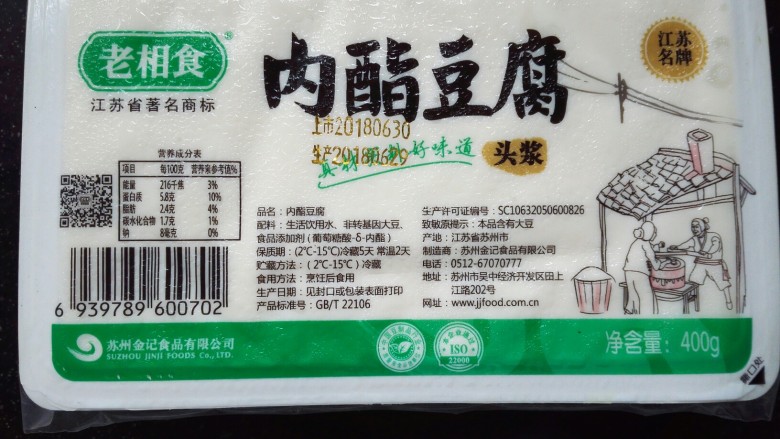 老相食
江苏省著名商标
内酯豆腐
江苏
名牌
上市20180630
生产20180629
好味道
头浆
营养成分表
项目 每100克 营养素参考值%
能量 216千焦 3%
蛋白质 5.8克 10%
脂肪 2.4克 4%
碳水化合物 1.7克 1%
钠 8毫克 0%
6 939789 600702
品名：内酯豆腐
配料：生活饮用水、非转基因大豆、
食品添加剂（葡萄糖酸-δ-内酯）
保质期：(2℃-15℃)冷藏5天 常温2天
贮藏方法：（2℃-15℃）冷藏
食用方法：烹饪后食用
生产日期：见封口或包装表面打印
产品标准号：GB/T 22106
生产许可证编号：SC10632050600826
致敏原提示：本品含有大豆
产地：江苏省苏州市
制造商：苏州金记食品有限公司
电话：0512-67070777
地址：苏州市吴中经济开发区田上
江路202号
网址：www.jjfood.com.cn
苏州金记食品有限公司
SUZHOU JINJI FOODS Co., LTD.
ISO
22000
净含量：400g